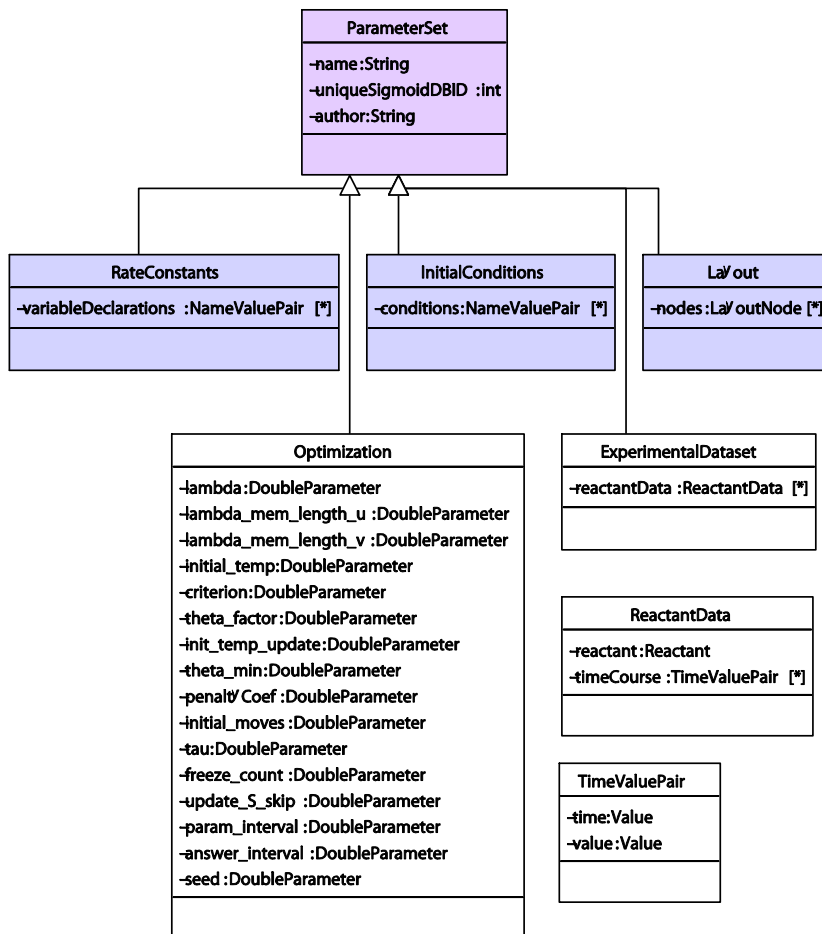 ParameterSet
-name:String
-uniqueSigmoidDBID :int
-author:String
RateConstants
-variableDeclarations :NameValuePair [*]
InitialConditions
-conditions:NameValuePair [*]
Layout
-nodes:LayoutNode [*]
Optimization
-lambda:DoubleParameter
-lambda_mem_length_u :DoubleParameter
-lambda_mem_length_v :DoubleParameter
-initial_temp:DoubleParameter
-criterion:DoubleParameter
-theta_factor:DoubleParameter
-init_temp_update:DoubleParameter
-theta_min:DoubleParameter
-penaltyCoef :DoubleParameter
-initial_moves:DoubleParameter
-tau:DoubleParameter
-freeze_count :DoubleParameter
-update_S_skip :DoubleParameter
-param_interval :DoubleParameter
-answer_interval :DoubleParameter
-seed :DoubleParameter
ExperimentalDataset
-reactantData :ReactantData [*]
ReactantData
-reactant:Reactant
-timeCourse :TimeValuePair [*]
TimeValuePair
-time:Value
-value:Value